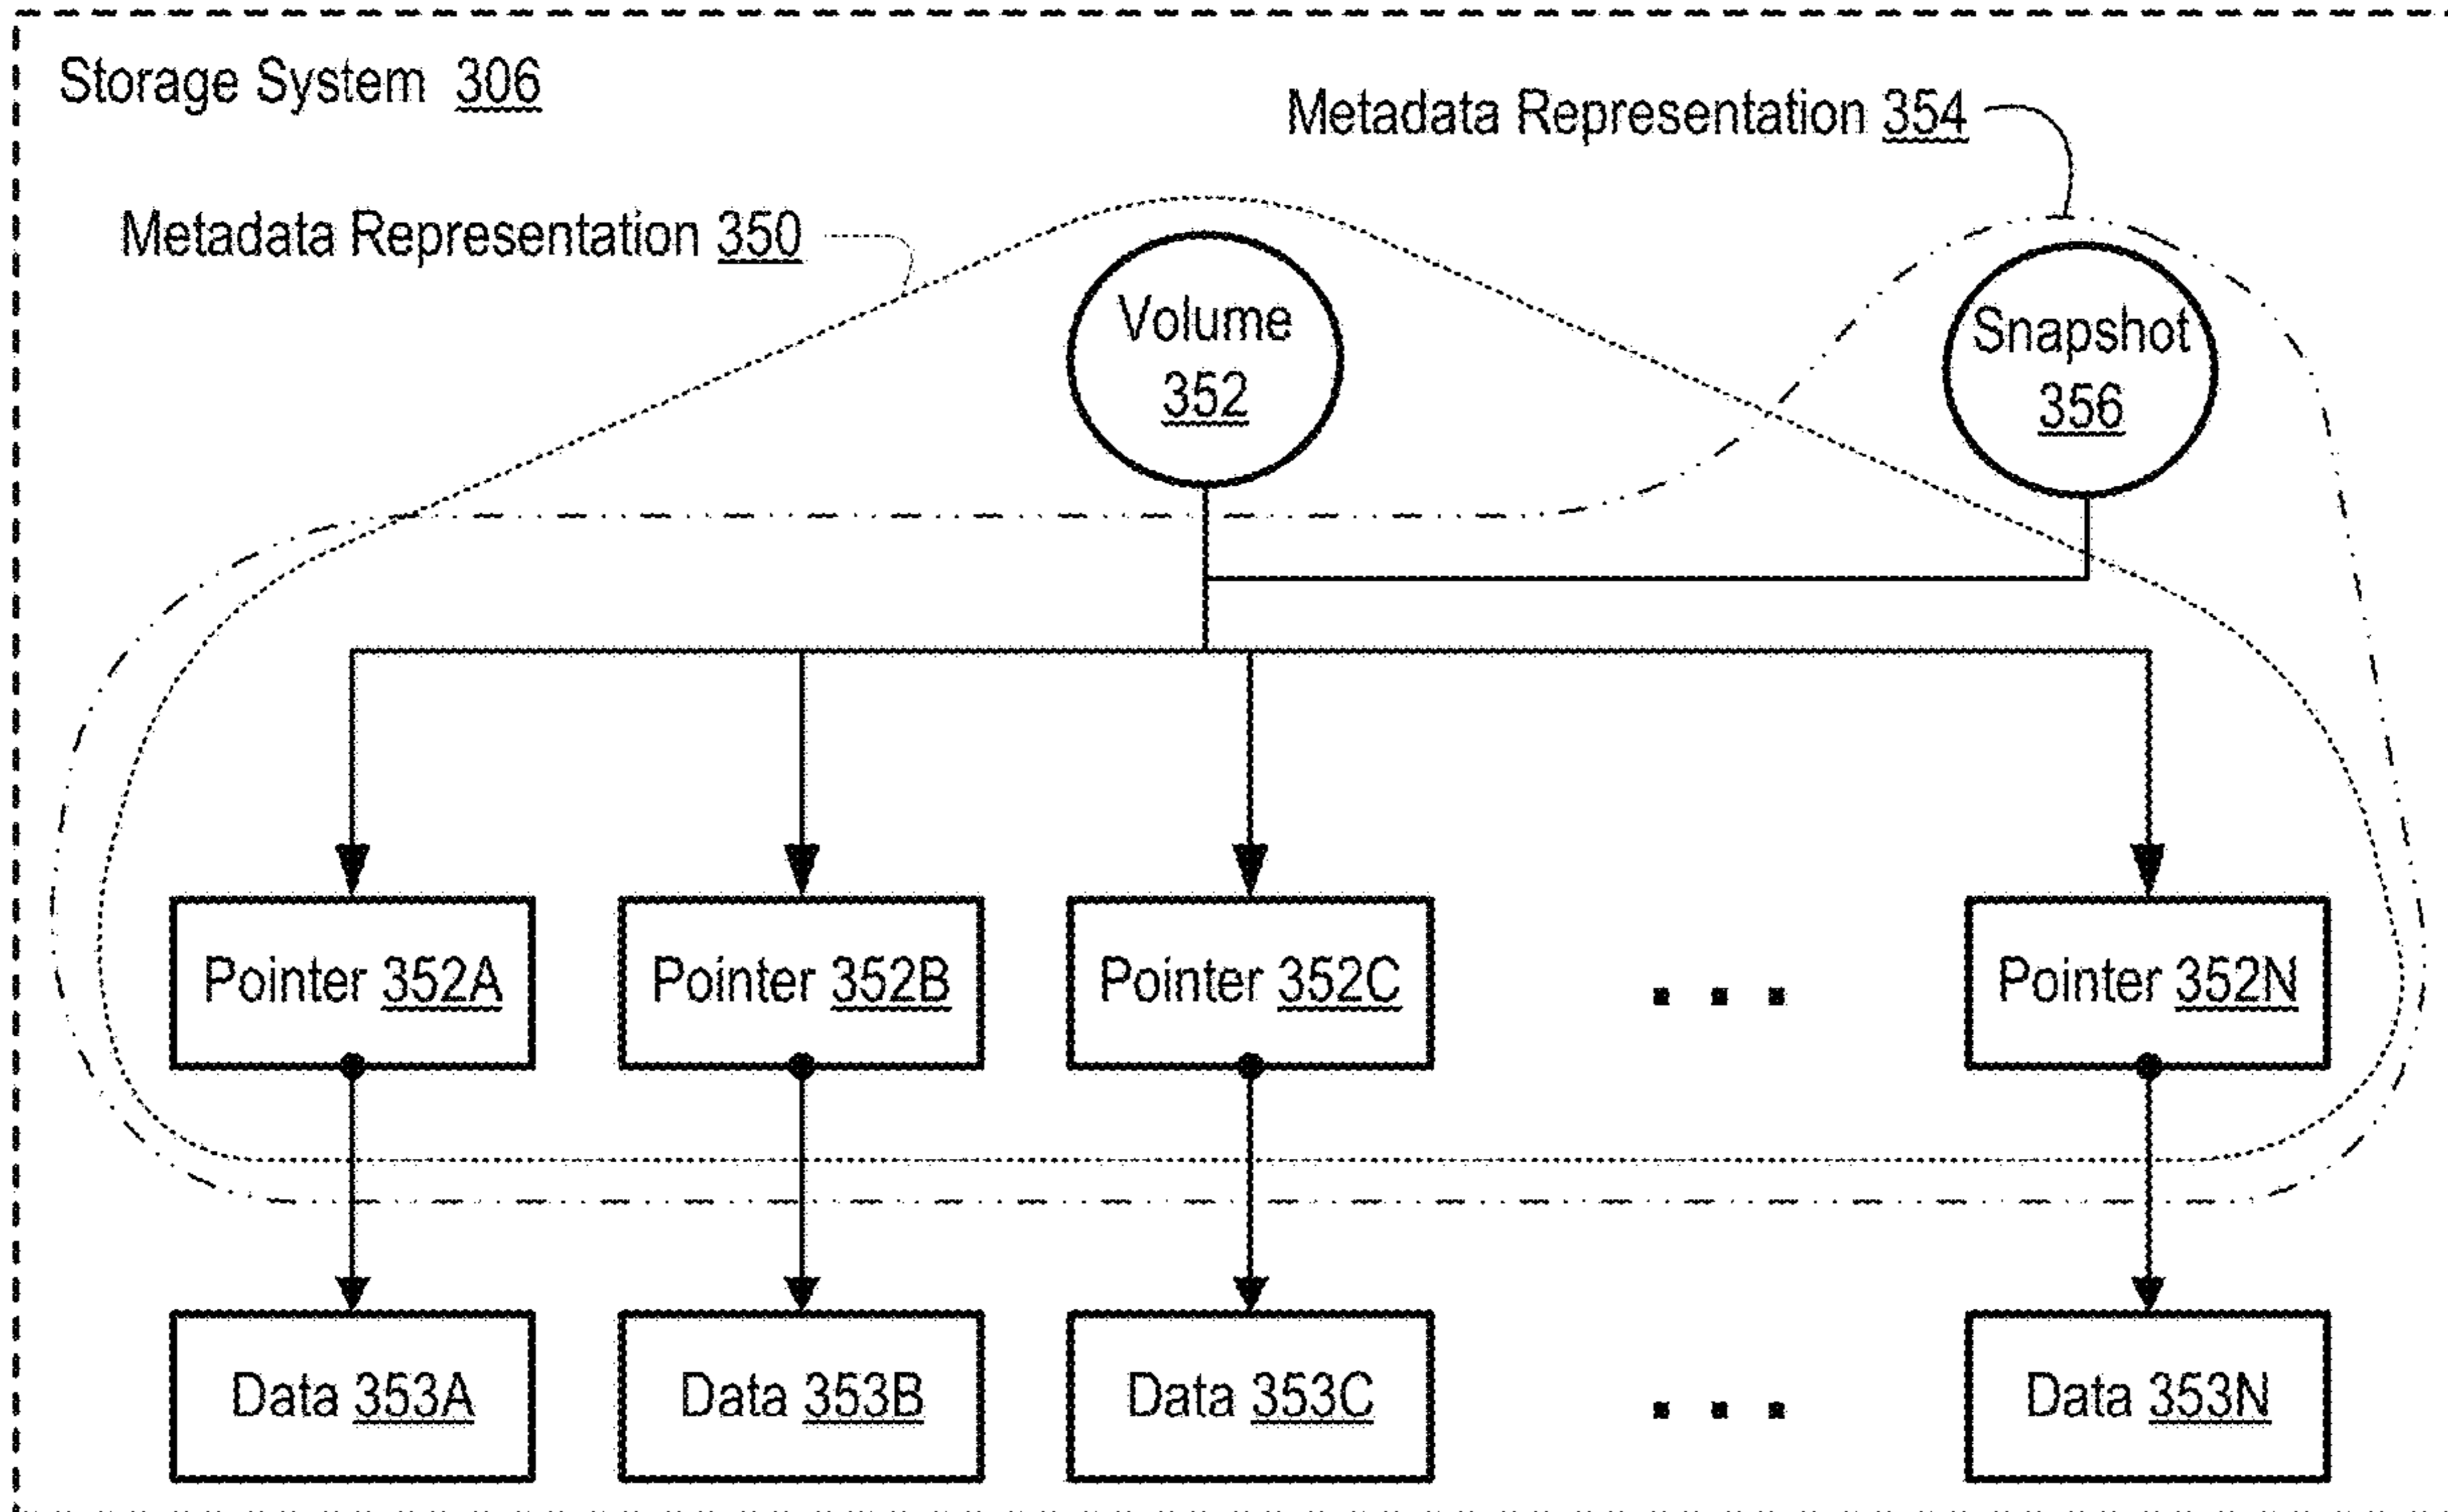 Storage System 306
Metadata Representation 354
Metadata Representation 350
Volume
352
Snapshot
356
Pointer 352A
Pointer 352B
Pointer 352C
. . .
Pointer 352N
Data 353A
Data 353B
Data 353C
. . .
Data 353N